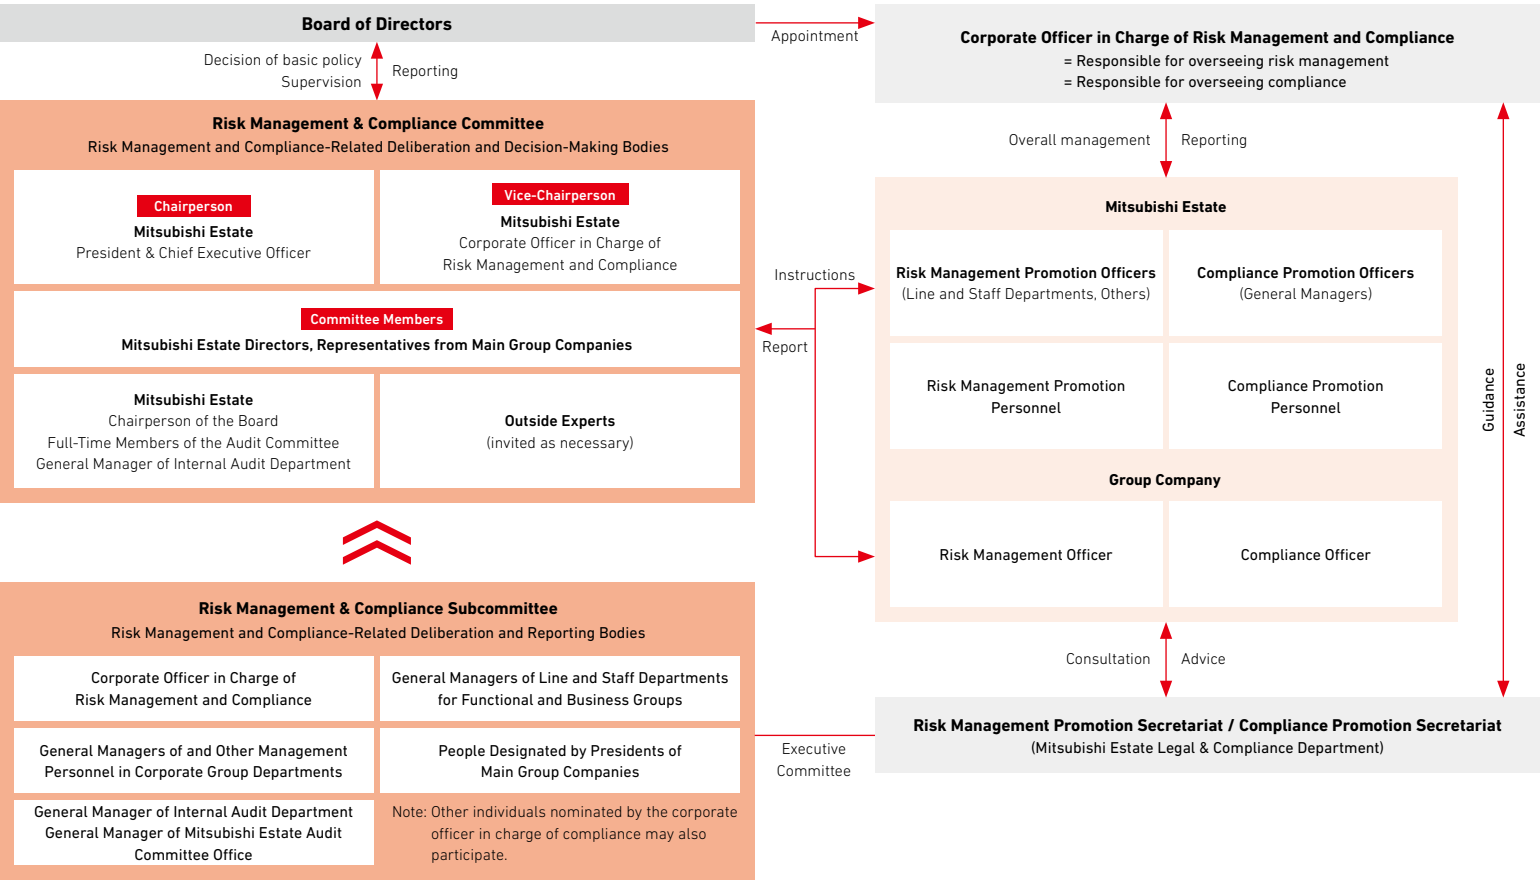 Board of Directors
Decision of basic policy
Supervision
Reporting
Risk Management & Compliance Committee
Risk Management and Compliance-Related Deliberation and Decision-Making Bodies
Chairperson
Mitsubishi Estate
President & Chief Executive Officer
Vice-Chairperson
Mitsubishi Estate
Corporate Officer in Charge of
Risk Management and Compliance
Committee Members
Mitsubishi Estate Directors, Representatives from Main Group Companies
Mitsubishi Estate
Chairperson of the Board
Full-Time Members of the Audit Committee
General Manager of Internal Audit Department
Outside Experts
(invited as necessary)
Risk Management & Compliance Subcommittee
Risk Management and Compliance-Related Deliberation and Reporting Bodies
Corporate Officer in Charge of
Risk Management and Compliance
General Managers of Line and Staff Departments
for Functional and Business Groups
General Managers of and Other Management
Personnel in Corporate Group Departments
People Designated by Presidents of
Main Group Companies
General Manager of Internal Audit Department
General Manager of Mitsubishi Estate Audit
Committee Office
Note: Other individuals nominated by the corporate
officer in charge of compliance may also
participate.
Appointment
Instructions
Report
Executive
Committee
Corporate Officer in Charge of Risk Management and Compliance
= Responsible for overseeing risk management
= Responsible for overseeing compliance
Overall management
Reporting
Mitsubishi Estate
Risk Management Promotion Officers
(Line and Staff Departments, Others)
Compliance Promotion Officers
(General Managers)
Risk Management Promotion
Personnel
Compliance Promotion
Personnel
Group Company
Risk Management Officer
Compliance Officer
Consultation
Advice
Guidance
Assistance
Risk Management Promotion Secretariat / Compliance Promotion Secretariat
(Mitsubishi Estate Legal & Compliance Department)